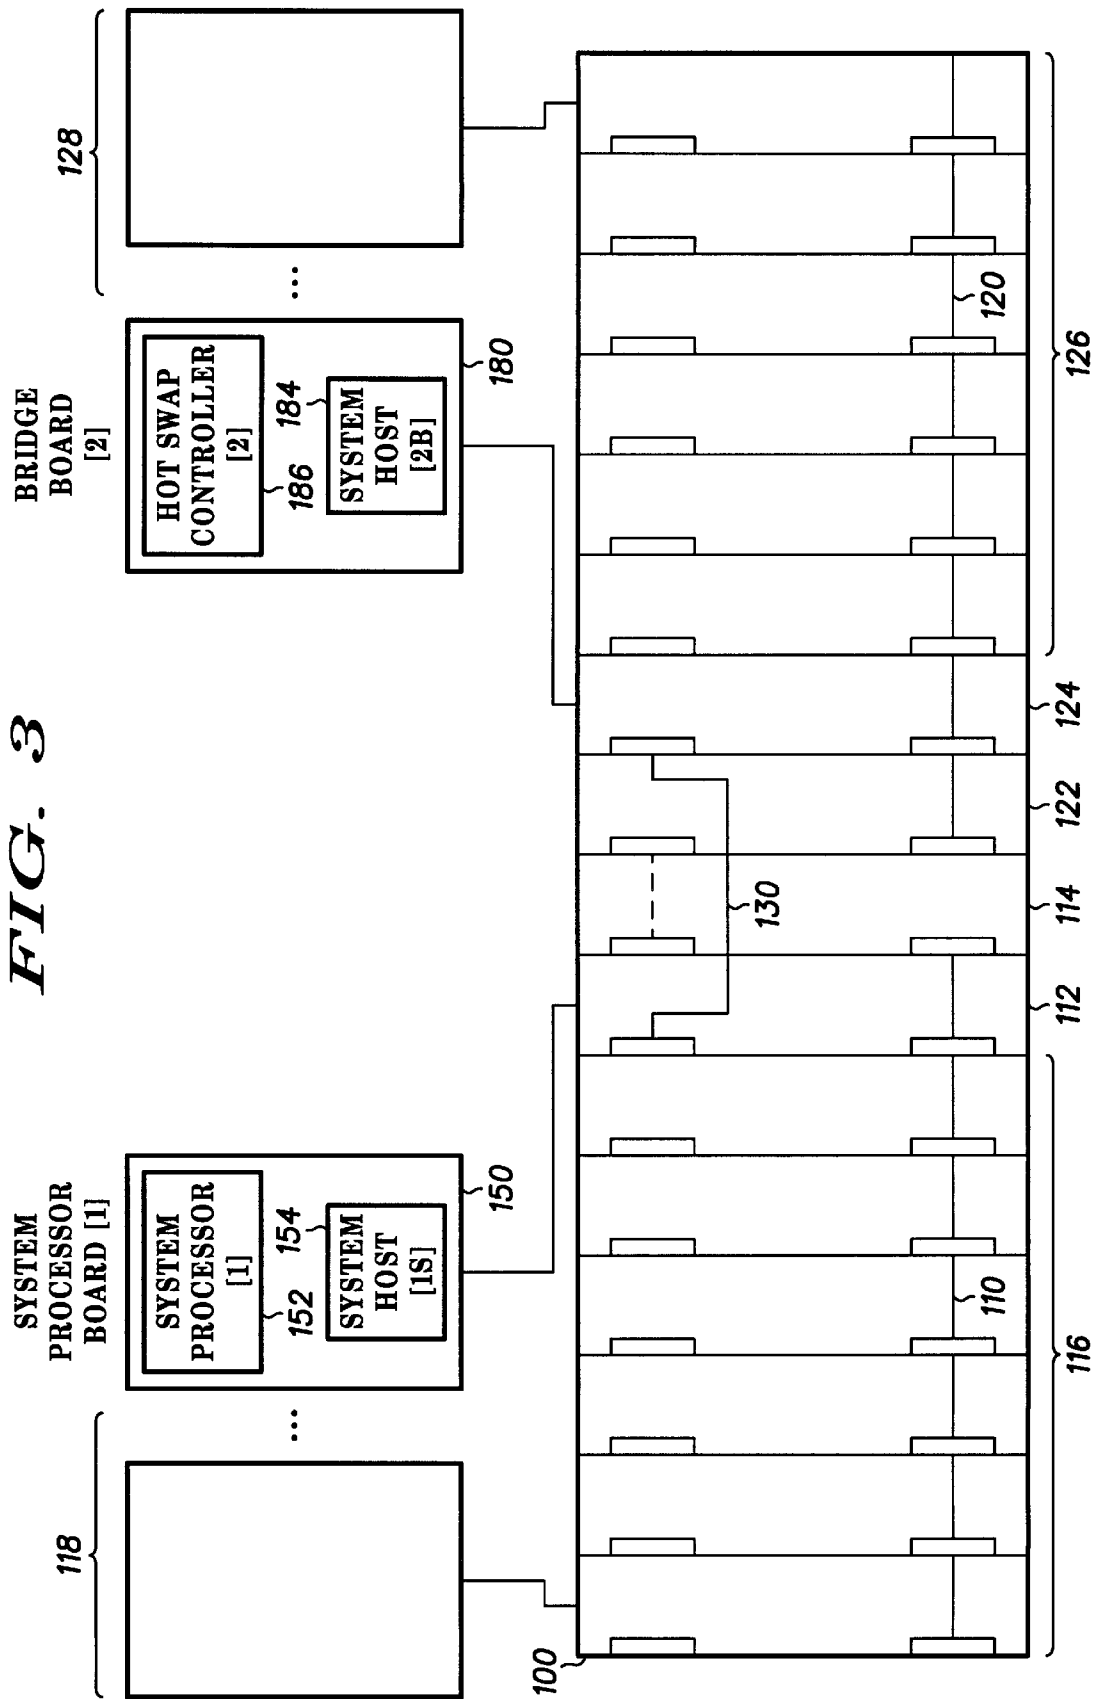 FIG. 3
118
SYSTEM
PROCESSOR
BOARD [1]
BRIDGE
BOARD
[2]
128
...
SYSTEM
PROCESSOR
[1]
152
154
SYSTEM
HOST
[1S]
150
HOT SWAP
CONTROLLER
[2]
186
184
SYSTEM
HOST
[2B]
180
...
100
130
110
120
116
112
114
122
124
126